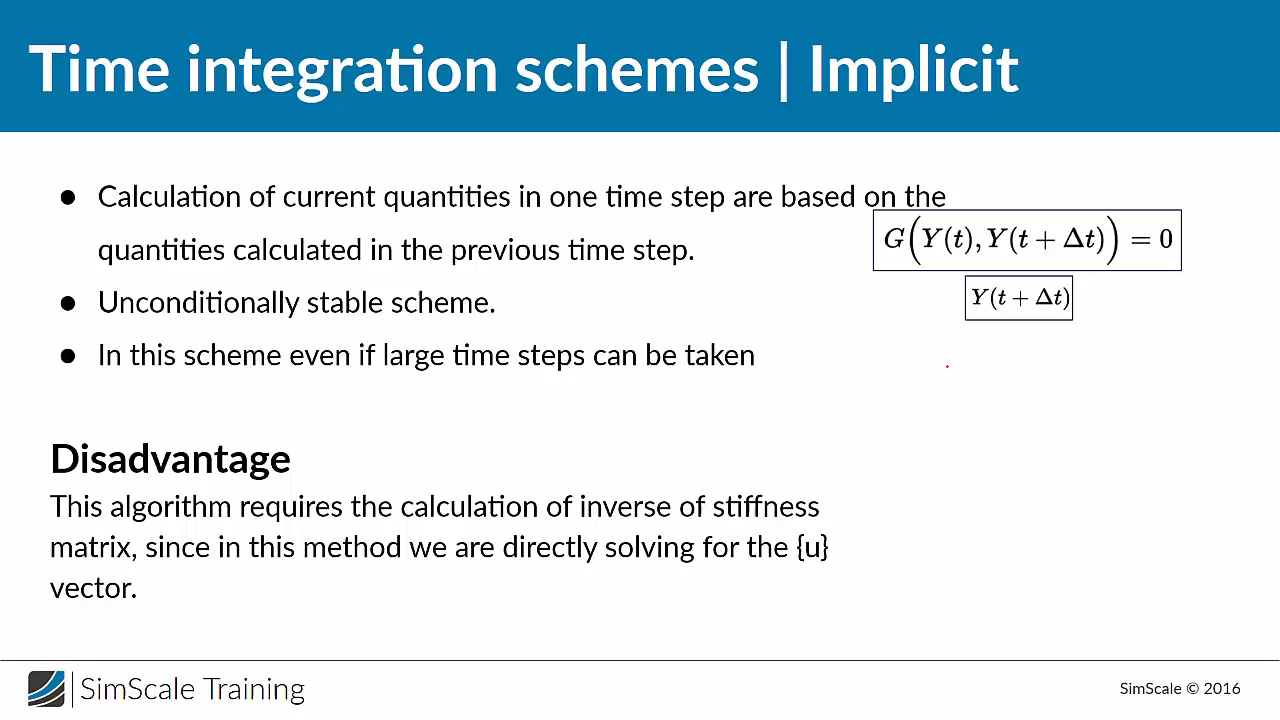 Time integration schemes | Implicit
● Calculation of current quantities in one time step are based on the
quantities calculated in the previous time step.
G(Y(t), Y(t + Δt)) = 0
● Unconditionally stable scheme.
Y(t + Δt)
● In this scheme even if large time steps can be taken
Disadvantage
This algorithm requires the calculation of inverse of stiffness
matrix, since in this method we are directly solving for the {u}
vector.
SimScale Training
SimScale © 2016